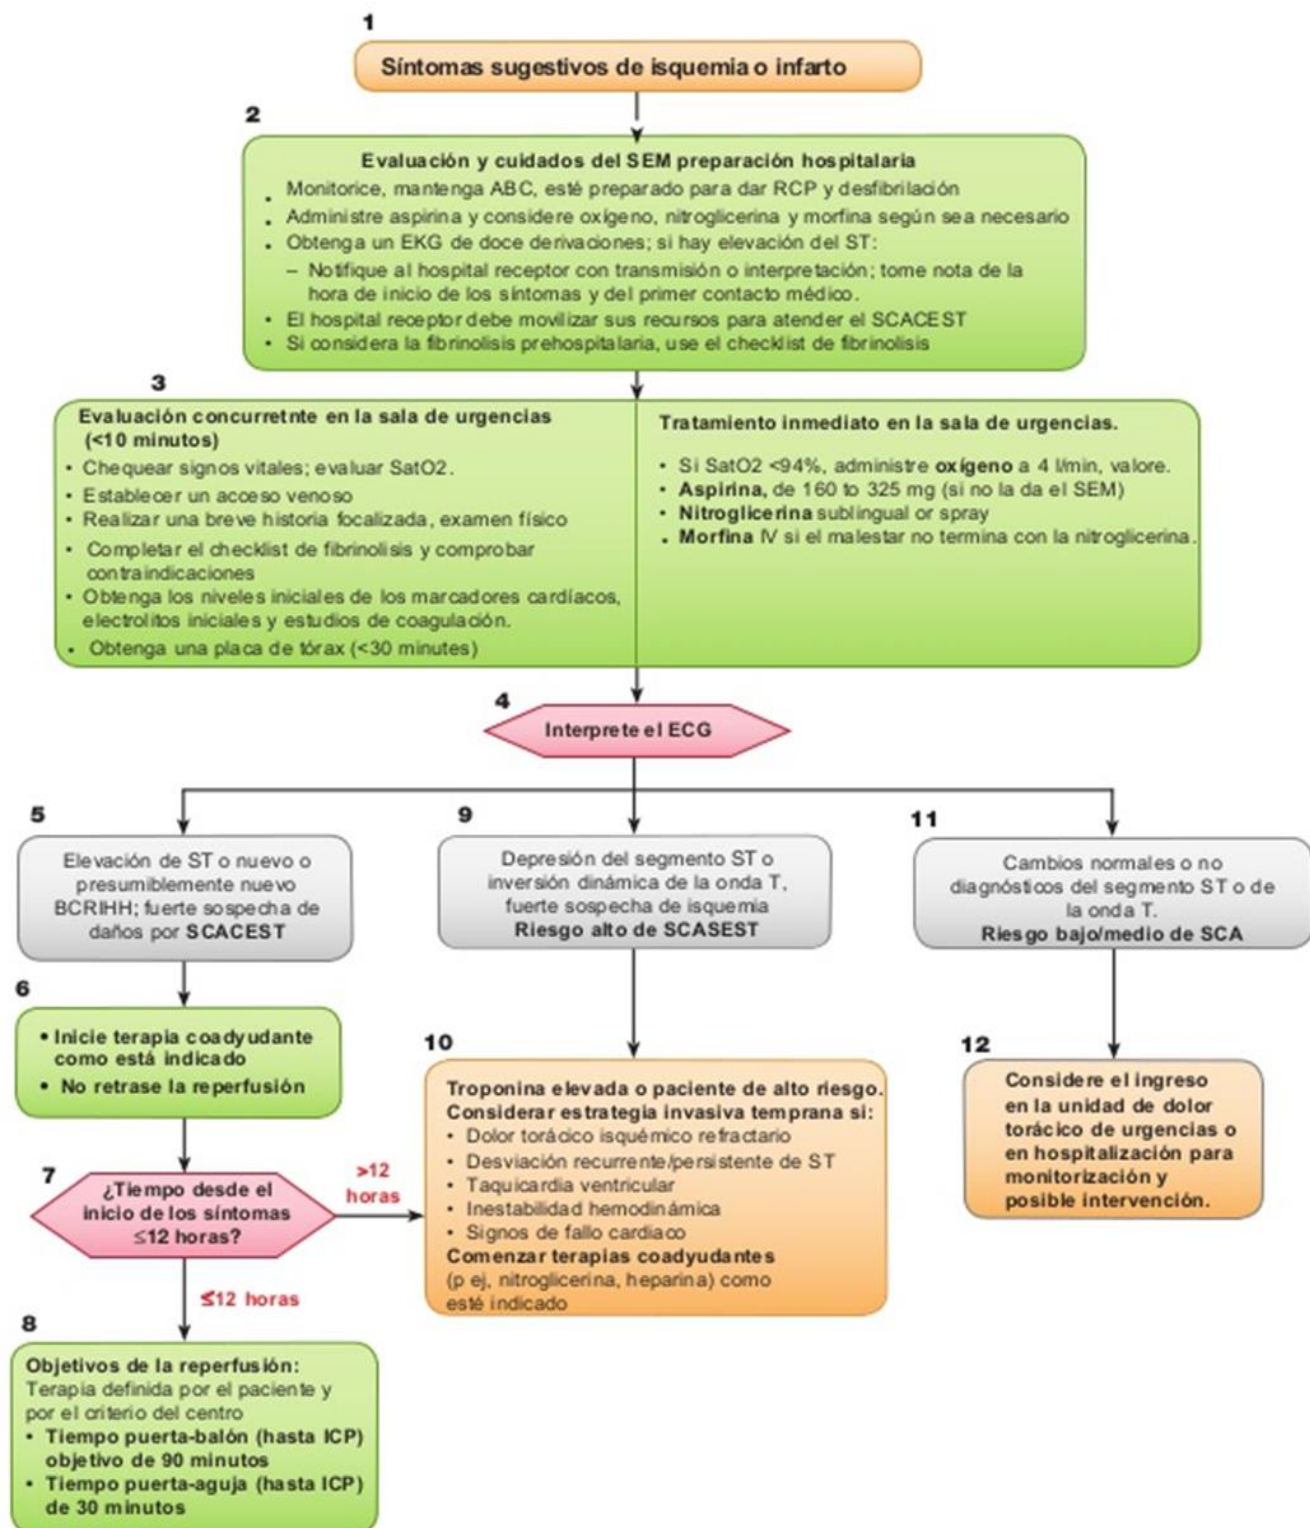 1
Síntomas sugestivos de isquemia o infarto
2
Evaluación y cuidados del SEM preparación hospitalaria
• Monitorice, mantenga ABC, esté preparado para dar RCP y desfibrilación
• Administre aspirina y considere oxígeno, nitroglicerina y morfina según sea necesario
• Obtenga un EKG de doce derivaciones; si hay elevación del ST:
– Notifique al hospital receptor con transmisión o interpretación; tome nota de la
hora de inicio de los síntomas y del primer contacto médico.
• El hospital receptor debe movilizar sus recursos para atender el SCACEST
• Si considera la fibrinolisis prehospitalaria, use el checklist de fibrinolisis
3
Evaluación concurretnte en la sala de urgencias
(<10 minutos)
• Chequear signos vitales; evaluar SatO2.
• Establecer un acceso venoso
• Realizar una breve historia focalizada, examen físico
• Completar el checklist de fibrinolisis y comprobar
contraindicaciones
• Obtenga los niveles iniciales de los marcadores cardíacos,
electrolitos iniciales y estudios de coagulación.
• Obtenga una placa de tórax (<30 minutes)
Tratamiento inmediato en la sala de urgencias.
• Si SatO2 <94%, administre oxígeno a 4 l/min, valore.
• Aspirina, de 160 to 325 mg (si no la da el SEM)
• Nitroglicerina sublingual or spray
• Morfina IV si el malestar no termina con la nitroglicerina.
4
Interprete el ECG
5
Elevación de ST o nuevo o
presumiblemente nuevo
BCRIHH; fuerte sospecha de
daños por SCACEST
6
• Inicie terapia coadyudante
como está indicado
• No retrase la reperfusión
7
¿Tiempo desde el
inicio de los síntomas
≤12 horas?
>12
horas
≤12 horas
8
Objetivos de la reperfusión:
Terapia definida por el paciente y
por el criterio del centro
• Tiempo puerta-balón (hasta ICP)
objetivo de 90 minutos
• Tiempo puerta-aguja (hasta ICP)
de 30 minutos
9
Depresión del segmento ST o
inversión dinámica de la onda T,
fuerte sospecha de isquemia
Riesgo alto de SCASEST
10
Troponina elevada o paciente de alto riesgo.
Considerar estrategia invasiva temprana si:
• Dolor torácico isquémico refractario
• Desviación recurrente/persistente de ST
• Taquicardia ventricular
• Inestabilidad hemodinámica
• Signos de fallo cardiaco
Comenzar terapias coadyudantes
(p ej, nitroglicerina, heparina) como
esté indicado
11
Cambios normales o no
diagnósticos del segmento ST o de
la onda T.
Riesgo bajo/medio de SCA
12
Considere el ingreso
en la unidad de dolor
torácico de urgencias o
en hospitalización para
monitorización y
posible intervención.